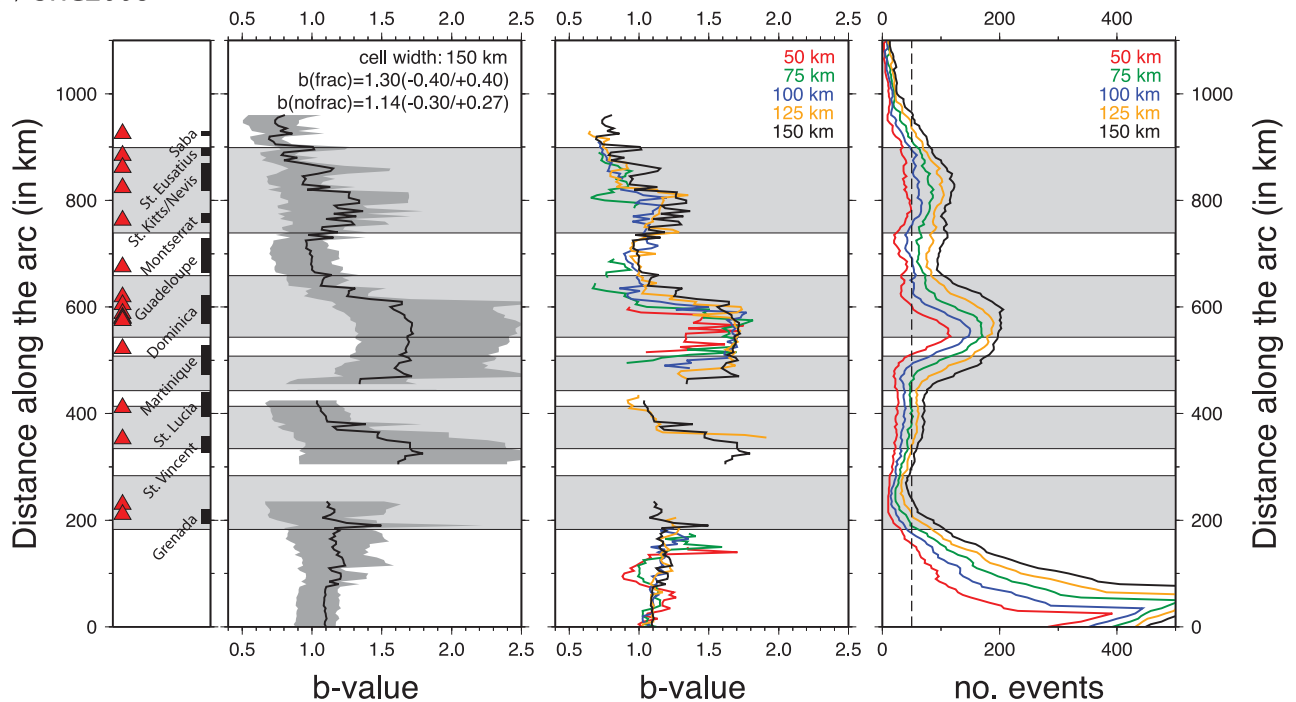 0.5 1.0 1.5 2.0 2.5
0.5 1.0 1.5 2.0 2.5
0 200 400
Distance along the arc (in km)
1000
800
600
400
200
0
Saba
St. Eusatius
St. Kitts/Nevis
Montserrat
Guadeloupe
Dominica
Martinique
St. Lucia
St. Vincent
Grenada
cell width: 150 km
b(frac)=1.30(-0.40/+0.40)
b(nofrac)=1.14(-0.30/+0.27)
50 km
75 km
100 km
125 km
150 km
50 km
75 km
100 km
125 km
150 km
1000
800
600
400
200
0
Distance along the arc (in km)
0.5 1.0 1.5 2.0 2.5
0.5 1.0 1.5 2.0 2.5
0 200 400
b-value
b-value
no. events